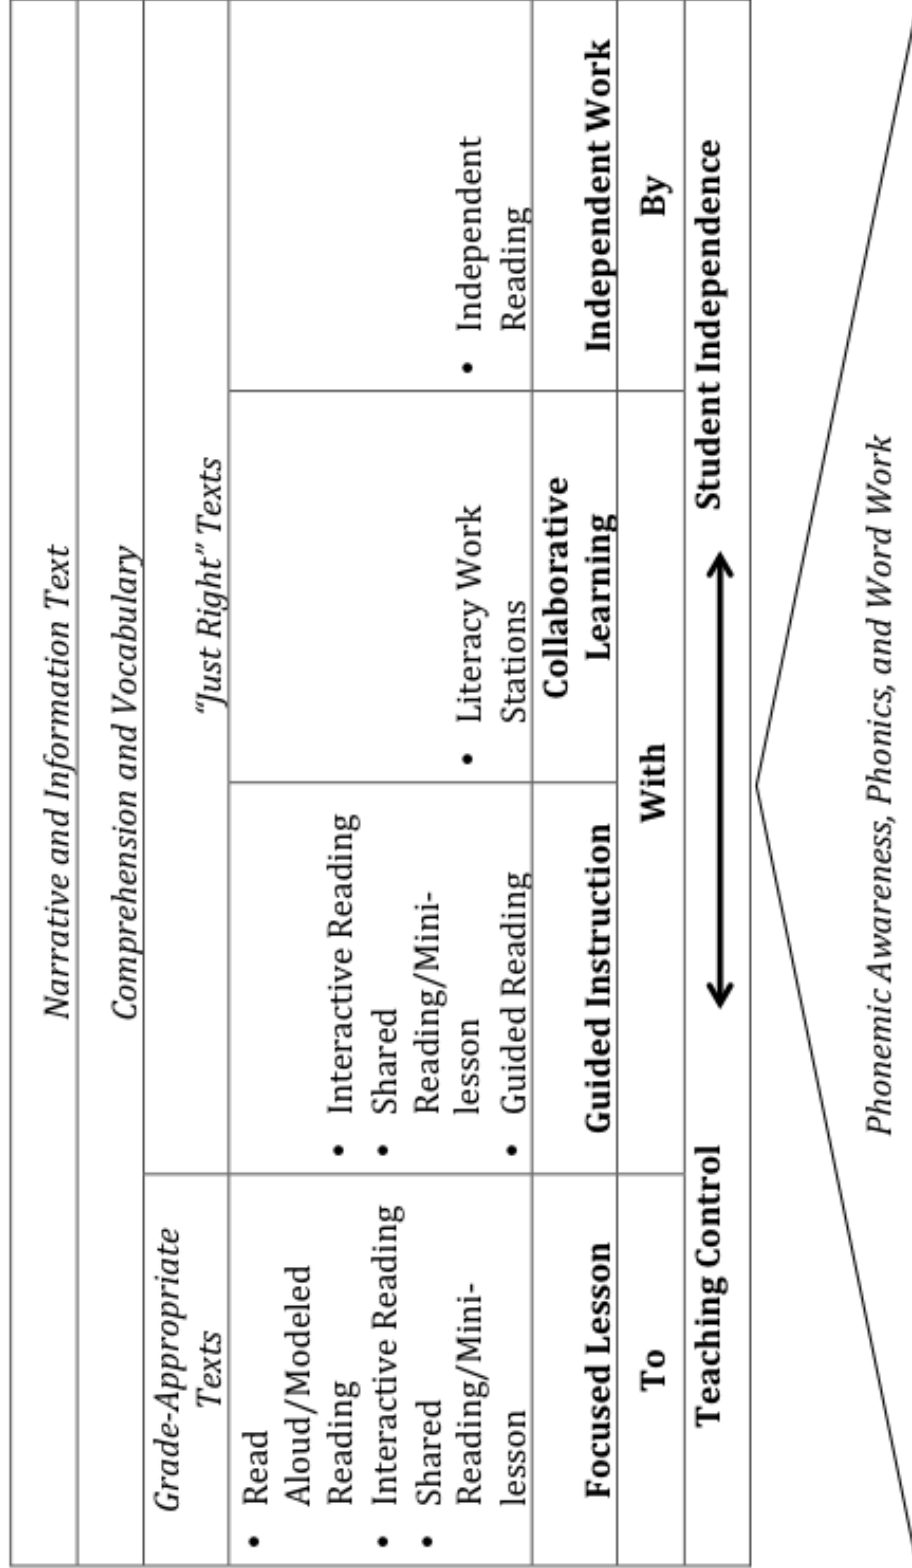 Narrative and Information Text
Comprehension and Vocabulary
Grade-Appropriate
Texts
“Just Right” Texts
• Read
Aloud/Modeled
Reading
• Interactive Reading
• Shared
Reading/Mini-
lesson
• Interactive Reading
• Shared
Reading/Mini-
lesson
• Guided Reading
• Literacy Work
Stations
• Independent
Reading
Focused Lesson
Guided Instruction
Collaborative
Learning
Independent Work
To
With
By
Teaching Control
Student Independence
Phonemic Awareness, Phonics, and Word Work